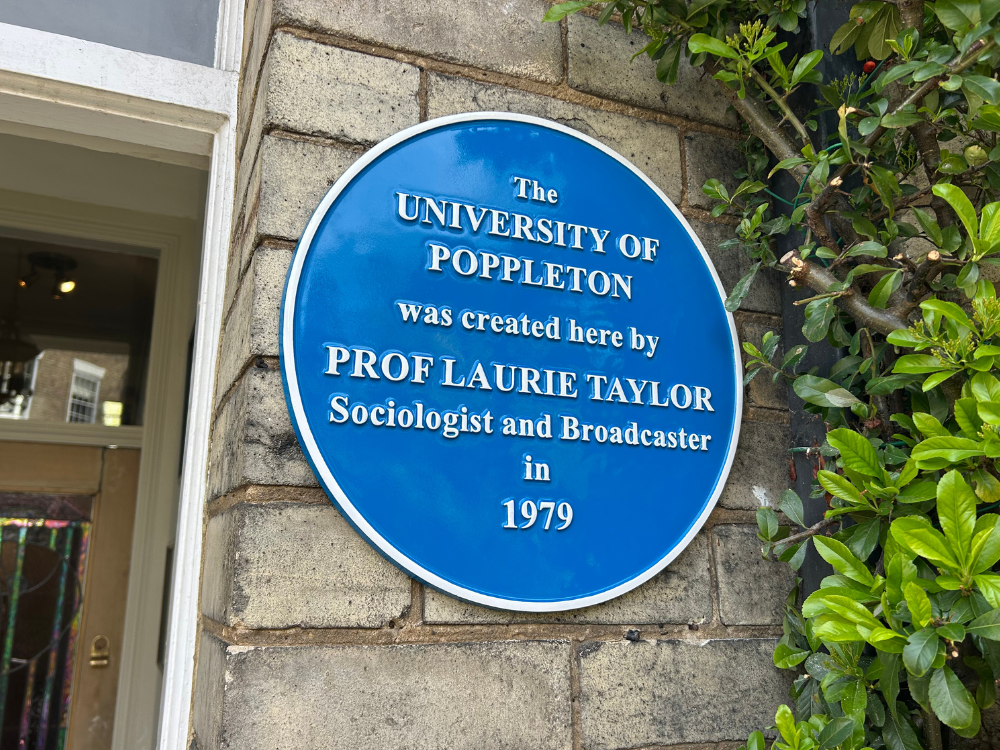 The
UNIVERSITY OF
POPPLETON
was created here by
PROF LAURIE TAYLOR
Sociologist and Broadcaster
in
1979